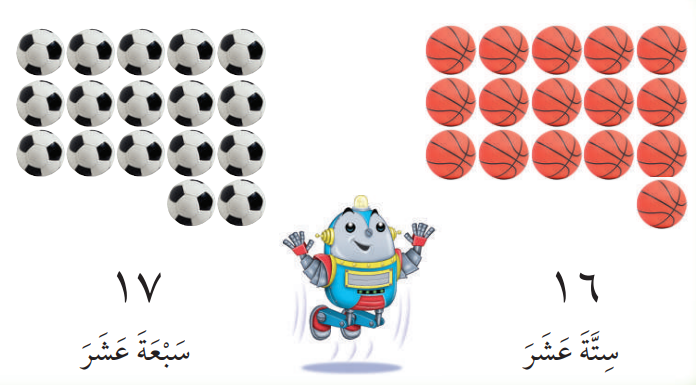 ١٦
سِتَّةَ عَشَرَ
١٧
سَبْعَةَ عَشَرَ